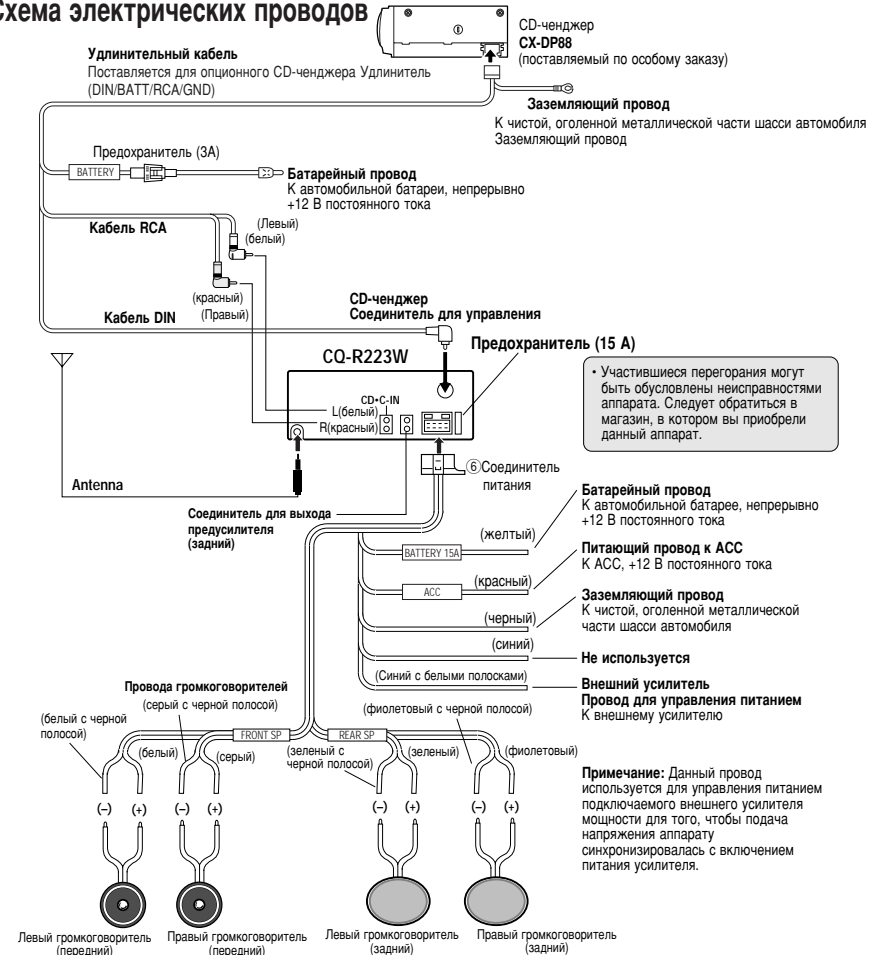 Схема электрических проводов
CD-ченджер
CX-DP88
(поставляемый по особому заказу)
Удлинительный кабель
Поставляется для опционного CD-ченджера Удлинитель
(DIN/BATT/RCA/GND)
Заземляющий провод
К чистой, оголенной металлической части шасси автомобиля
Заземляющий провод
Предохранитель (3А)
BATTERY
Батарейный провод
К автомобильной батареи, непрерывно
+12 В постоянного тока
Кабель RCA
(Левый)
(белый)
(красный)
(Правый)
Кабель DIN
CD-ченджер
Соединитель для управления
CQ-R223W
Предохранитель (15 А)
• Участившиеся перегорания могут
быть обусловлены неисправностями
аппарата. Следует обратиться в
магазин, в котором вы приобрели
данный аппарат.
CD•C-IN
L(белый)
R(красный)
Antenna
⑥Соединитель
питания
Соединитель для выхода
предусилителя
(задний)
(желтый)
BATTERY 15A
Батарейный провод
К автомобильной батарее, непрерывно
+12 В постоянного тока
(красный)
ACC
Питающий провод к ACC
К ACC, +12 В постоянного тока
(черный)
Заземляющий провод
К чистой, оголенной металлической
части шасси автомобиля
(синий)
Не используется
(Синий с белыми полосками)
Внешний усилитель
Провод для управления питанием
К внешнему усилителю
Провода громкоговорителей
(серый с черной полосой)
(фиолетовый с черной полосой)
(белый с черной
полосой)
FRONT SP
REAR SP
(белый)
(серый)
(зеленый с
черной полосой)
(зеленый)
(фиолетовый)
(–) (+) (–) (+) (–) (+) (–) (+)
Примечание: Данный провод
используется для управления питанием
подключаемого внешнего усилителя
мощности для того, чтобы подача
напряжения аппарату
синхронизировалась с включением
питания усилителя.
Левый громкоговоритель
(передний)
Правый громкоговоритель
(передний)
Левый громкоговоритель
(задний)
Правый громкоговоритель
(задний)